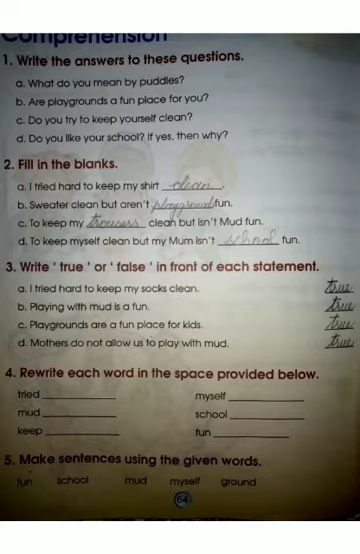 Comprehension
1. Write the answers to these questions.
a. What do you mean by puddles?
b. Are playgrounds a fun place for you?
c. Do you try to keep yourself clean?
d. Do you like your school? If yes, then why?
2. Fill in the blanks.
a. I tried hard to keep my shirt clean.
b. Sweater clean but aren't playground fun.
c. To keep my trousers clean but isn't Mud fun.
d. To keep myself clean but my Mum isn't school fun.
3. Write ' true ' or ' false ' in front of each statement.
a. I tried hard to keep my socks clean. true
b. Playing with mud is a fun. true
c. Playgrounds are a fun place for kids. true
d. Mothers do not allow us to play with mud. true
4. Rewrite each word in the space provided below.
tried ____________ myself ____________
mud ____________ school ____________
keep ____________ fun ____________
5. Make sentences using the given words.
fun school mud myself ground
64